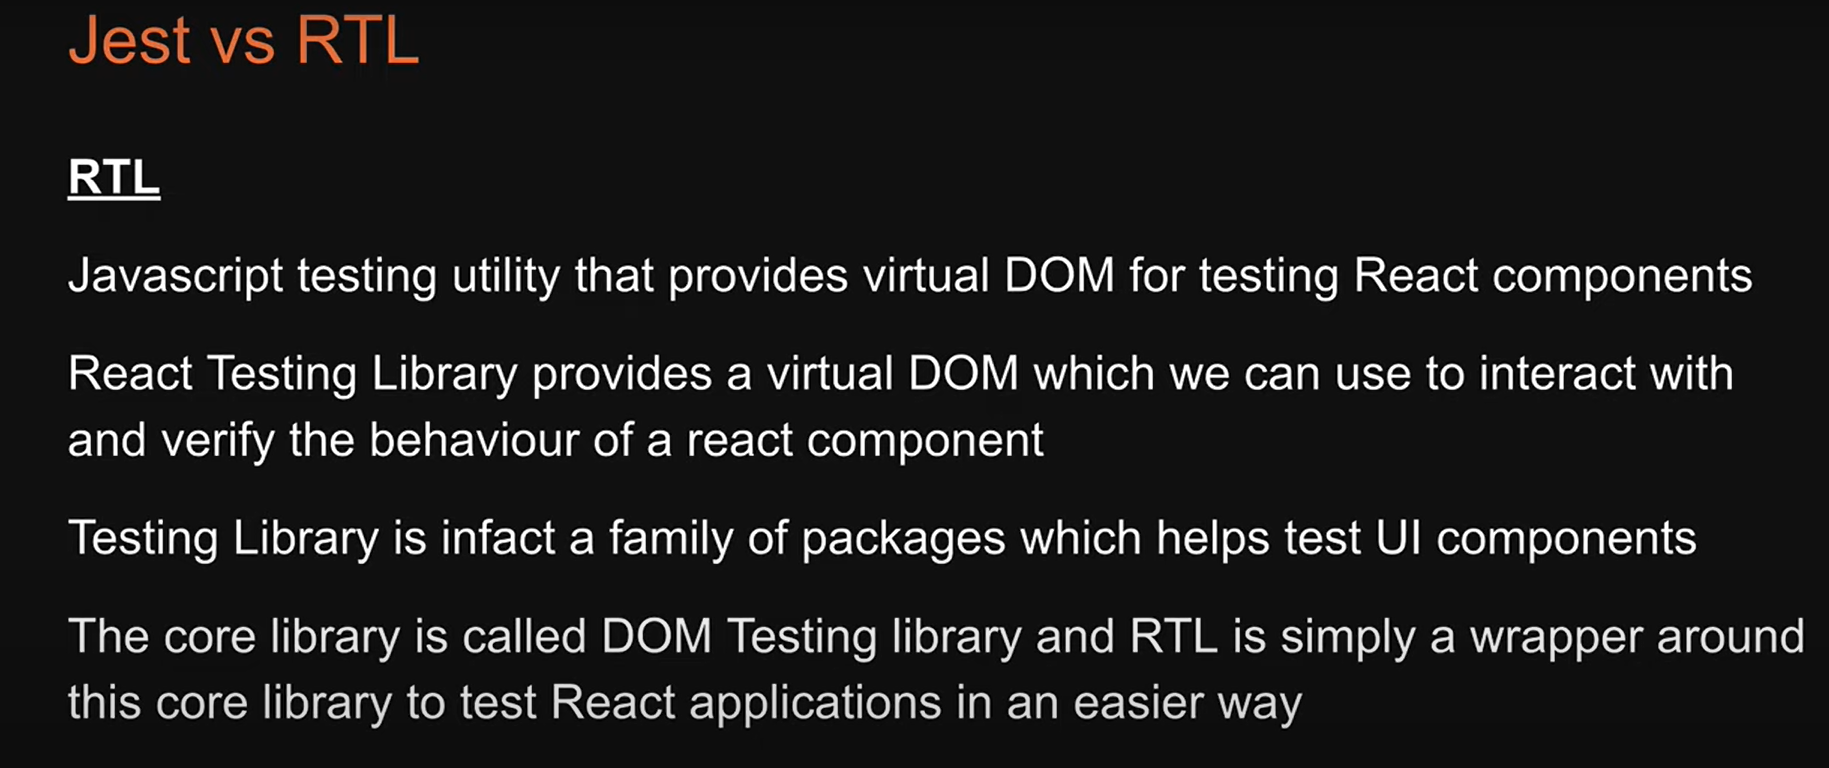 Jest vs RTL
RTL
Javascript testing utility that provides virtual DOM for testing React components
React Testing Library provides a virtual DOM which we can use to interact with
and verify the behaviour of a react component
Testing Library is infact a family of packages which helps test UI components
The core library is called DOM Testing library and RTL is simply a wrapper around
this core library to test React applications in an easier way